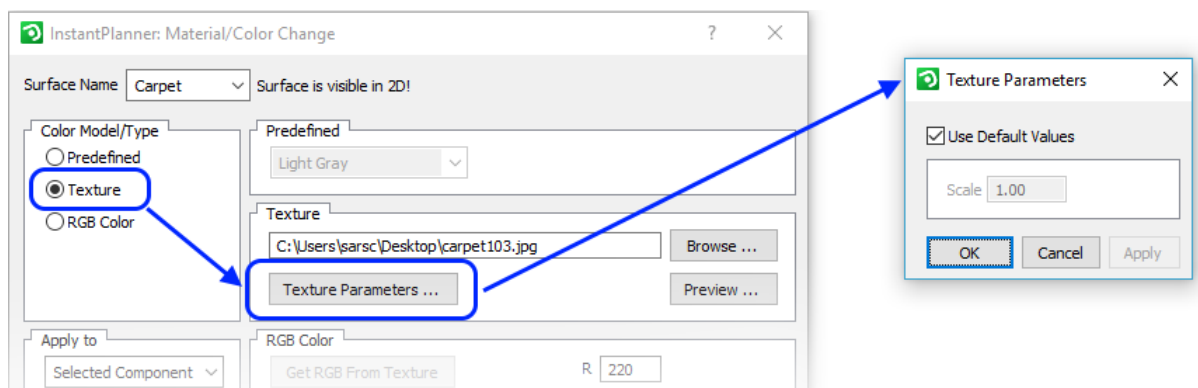 InstantPlanner: Material/Color Change ?
Surface Name Carpet Surface is visible in 2D!
Color Model/Type
Predefined
Texture
RGB Color
Predefined
Light Gray
Texture
C:\Users\sarsc\Desktop\carpet103.jpg Browse ...
Texture Parameters ... Preview ...
Apply to
Selected Component
RGB Color
Get RGB From Texture R 220
Texture Parameters
Use Default Values
Scale 1.00
OK Cancel Apply